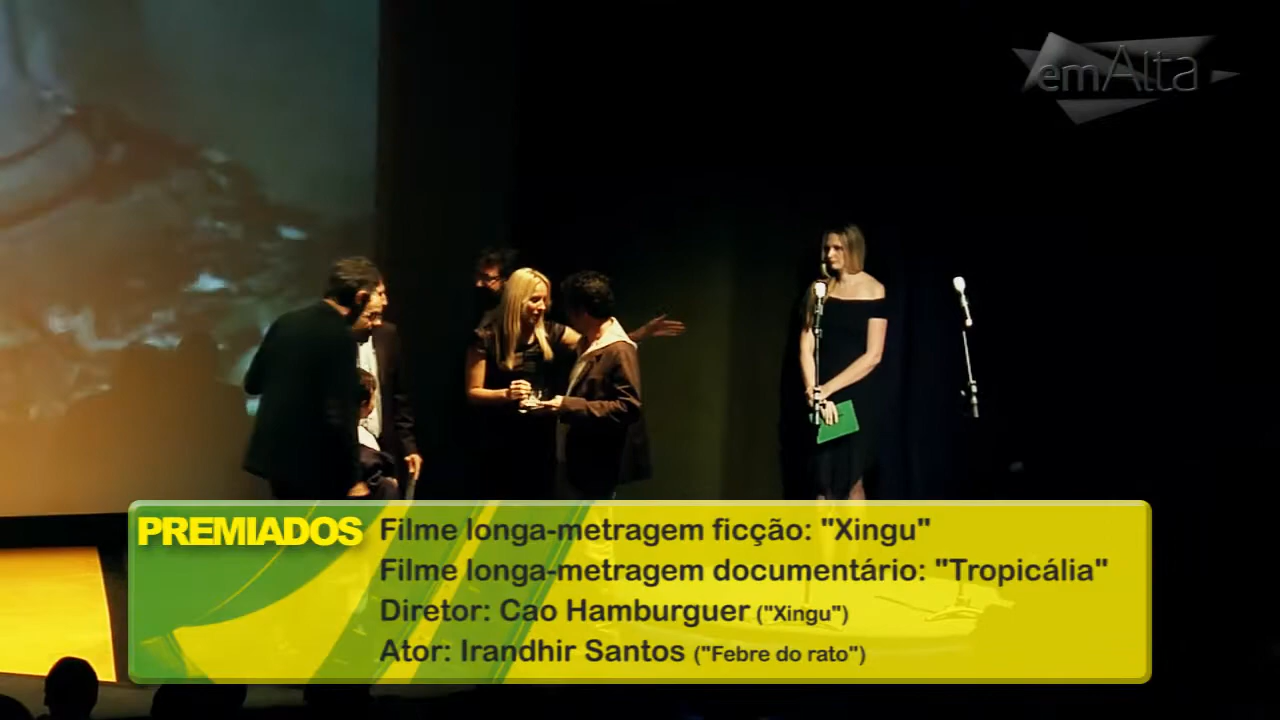 emAlta
PREMIADOS
Filme longa-metragem ficção: "Xingu"
Filme longa-metragem documentário: "Tropicália"
Diretor: Cao Hamburguer ("Xingu")
Ator: Irandhir Santos ("Febre do rato")